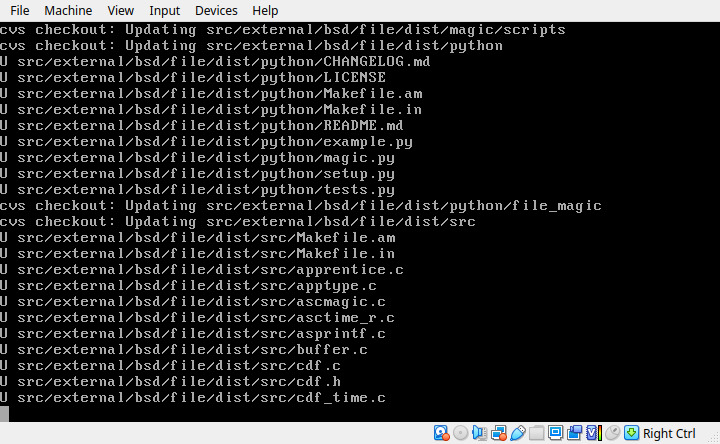 File Machine View Input Devices Help
cvs checkout: Updating src/external/bsd/file/dist/magic/scripts
cvs checkout: Updating src/external/bsd/file/dist/python
U src/external/bsd/file/dist/python/CHANGELOG.md
U src/external/bsd/file/dist/python/LICENSE
U src/external/bsd/file/dist/python/Makefile.am
U src/external/bsd/file/dist/python/Makefile.in
U src/external/bsd/file/dist/python/README.md
U src/external/bsd/file/dist/python/example.py
U src/external/bsd/file/dist/python/magic.py
U src/external/bsd/file/dist/python/setup.py
U src/external/bsd/file/dist/python/tests.py
cvs checkout: Updating src/external/bsd/file/dist/python/file_magic
cvs checkout: Updating src/external/bsd/file/dist/src
U src/external/bsd/file/dist/src/Makefile.am
U src/external/bsd/file/dist/src/Makefile.in
U src/external/bsd/file/dist/src/apprentice.c
U src/external/bsd/file/dist/src/apptype.c
U src/external/bsd/file/dist/src/ascmagic.c
U src/external/bsd/file/dist/src/asctime_r.c
U src/external/bsd/file/dist/src/asprintf.c
U src/external/bsd/file/dist/src/buffer.c
U src/external/bsd/file/dist/src/cdf.c
U src/external/bsd/file/dist/src/cdf.h
U src/external/bsd/file/dist/src/cdf_time.c
Right Ctrl